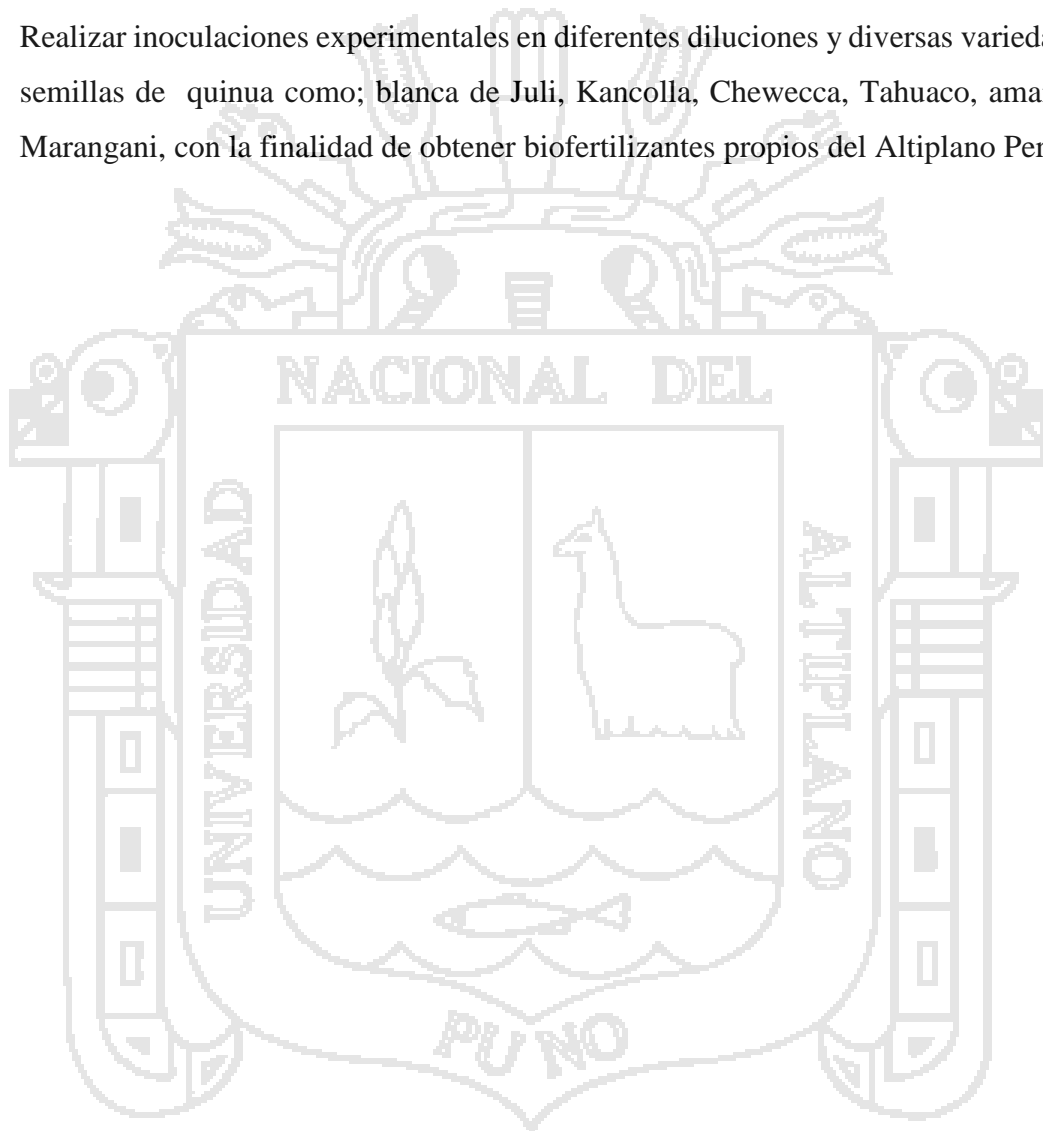 Realizar inoculaciones experimentales en diferentes diluciones y diversas varieda
semillas de quinua como; blanca de Juli, Kancolla, Chewecca, Tahuaco, ama
Marangani, con la finalidad de obtener biofertilizantes propios del Altiplano Per
NACIONAL DEL
UNIVERSIDAD
ALTIPLANO
PUNO